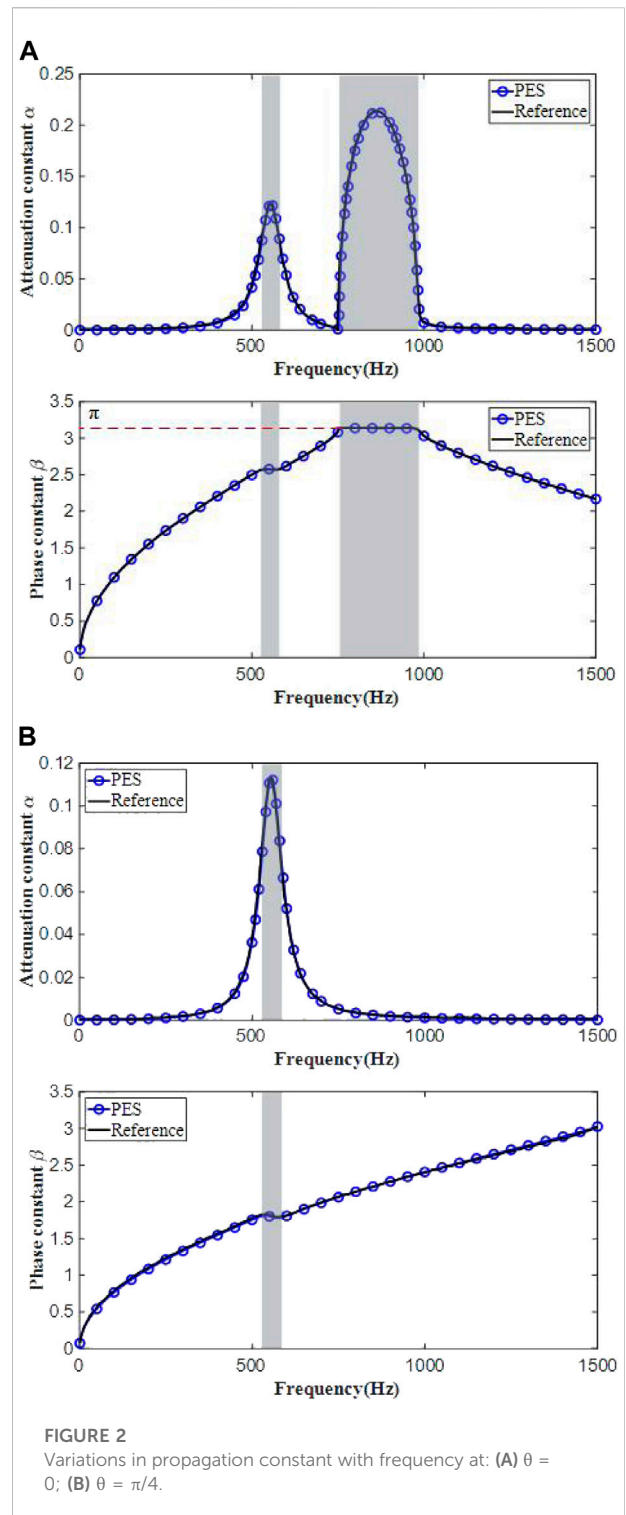 A
0.25
0.2
0.15
0.1
0.05
0
Attenuation constant α
PES
Reference
0 500 1000 1500
Frequency(Hz)
3.5
3
2.5
2
1.5
1
0.5
0
Phase constant β
π
PES
Reference
0 500 1000 1500
Frequency(Hz)
B
0.12
0.1
0.08
0.06
0.04
0.02
0
Attenuation constant α
PES
Reference
0 500 1000 1500
Frequency(Hz)
3.5
3
2.5
2
1.5
1
0.5
0
Phase constant β
PES
Reference
0 500 1000 1500
Frequency(Hz)
FIGURE 2
Variations in propagation constant with frequency at: (A) θ =
0; (B) θ = π/4.